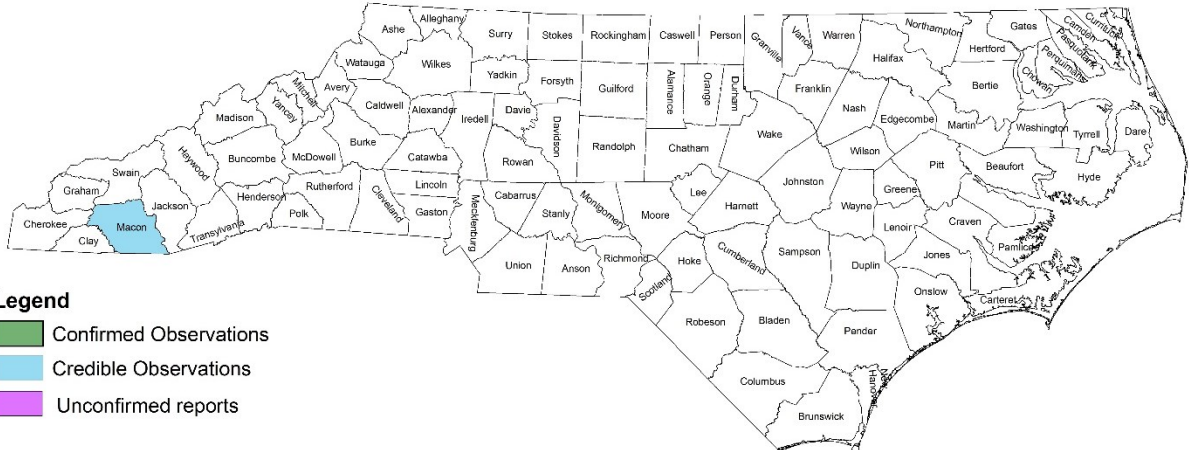 Ashe
Alleghany
Surry
Stokes
Rockingham
Caswell
Person
Granville
Vance
Warren
Northampton
Halifax
Hertford
Gates
Camden
Currituck
Pasquotank
Perquimans
Chowan
Bertie
Watauga
Wilkes
Yadkin
Forsyth
Guilford
Alamance
Orange
Durham
Franklin
Nash
Edgecombe
Martin
Washington
Tyrrell
Dare
Mitchell
Avery
Yancey
Madison
Caldwell
Alexander
Iredell
Davie
Davidson
Randolph
Chatham
Wake
Wilson
Pitt
Beaufort
Hyde
Haywood
Buncombe
McDowell
Burke
Catawba
Rowan
Swain
Graham
Lincoln
Lee
Johnston
Greene
Wayne
Craven
Rutherford
Cleveland
Henderson
Polk
Gaston
Mecklenburg
Cabarrus
Stanly
Montgomery
Moore
Harnett
Lenoir
Pamlico
Cherokee
Clay
Macon
Jackson
Transylvania
Union
Anson
Richmond
Scotland
Hoke
Cumberland
Sampson
Duplin
Jones
Onslow
Carteret
Robeson
Bladen
Pender
Columbus
New
Hanover
Brunswick
Legend
Confirmed Observations
Credible Observations
Unconfirmed reports